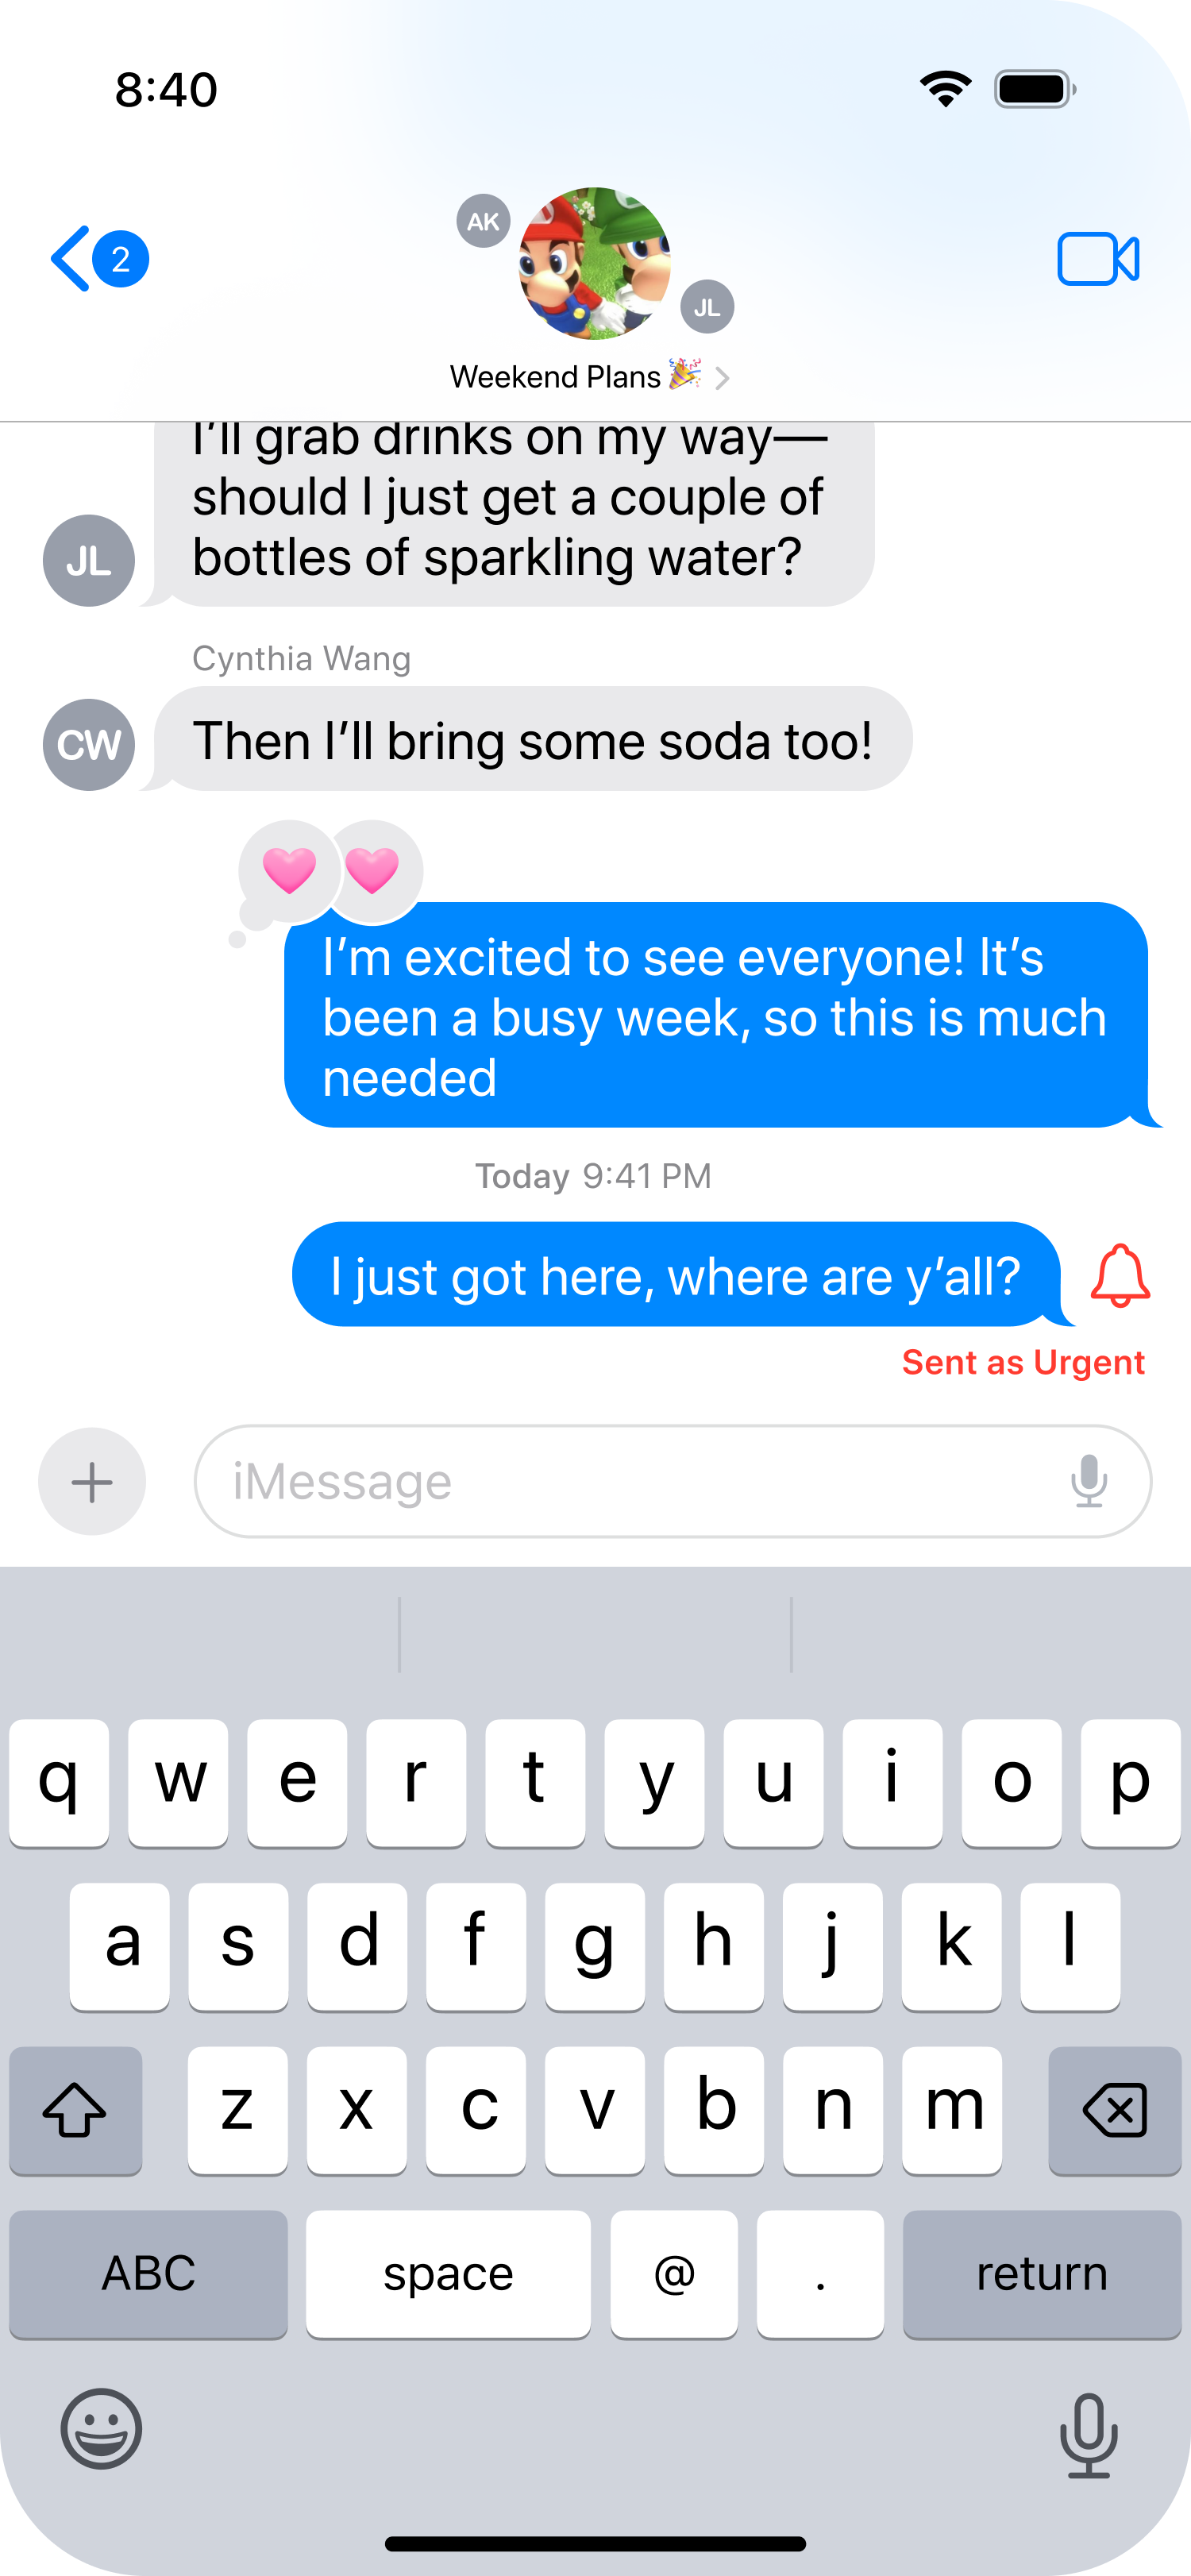 8:40
2
AK
JL
Weekend Plans 🎉
I’ll grab drinks on my way—
should I just get a couple of
bottles of sparkling water?
JL
Cynthia Wang
CW
Then I’ll bring some soda too!
I’m excited to see everyone! It’s
been a busy week, so this is much
needed
Today 9:41 PM
I just got here, where are y’all?
Sent as Urgent
iMessage
q w e r t y u i o p
a s d f g h j k l
z x c v b n m
ABC space @ . return